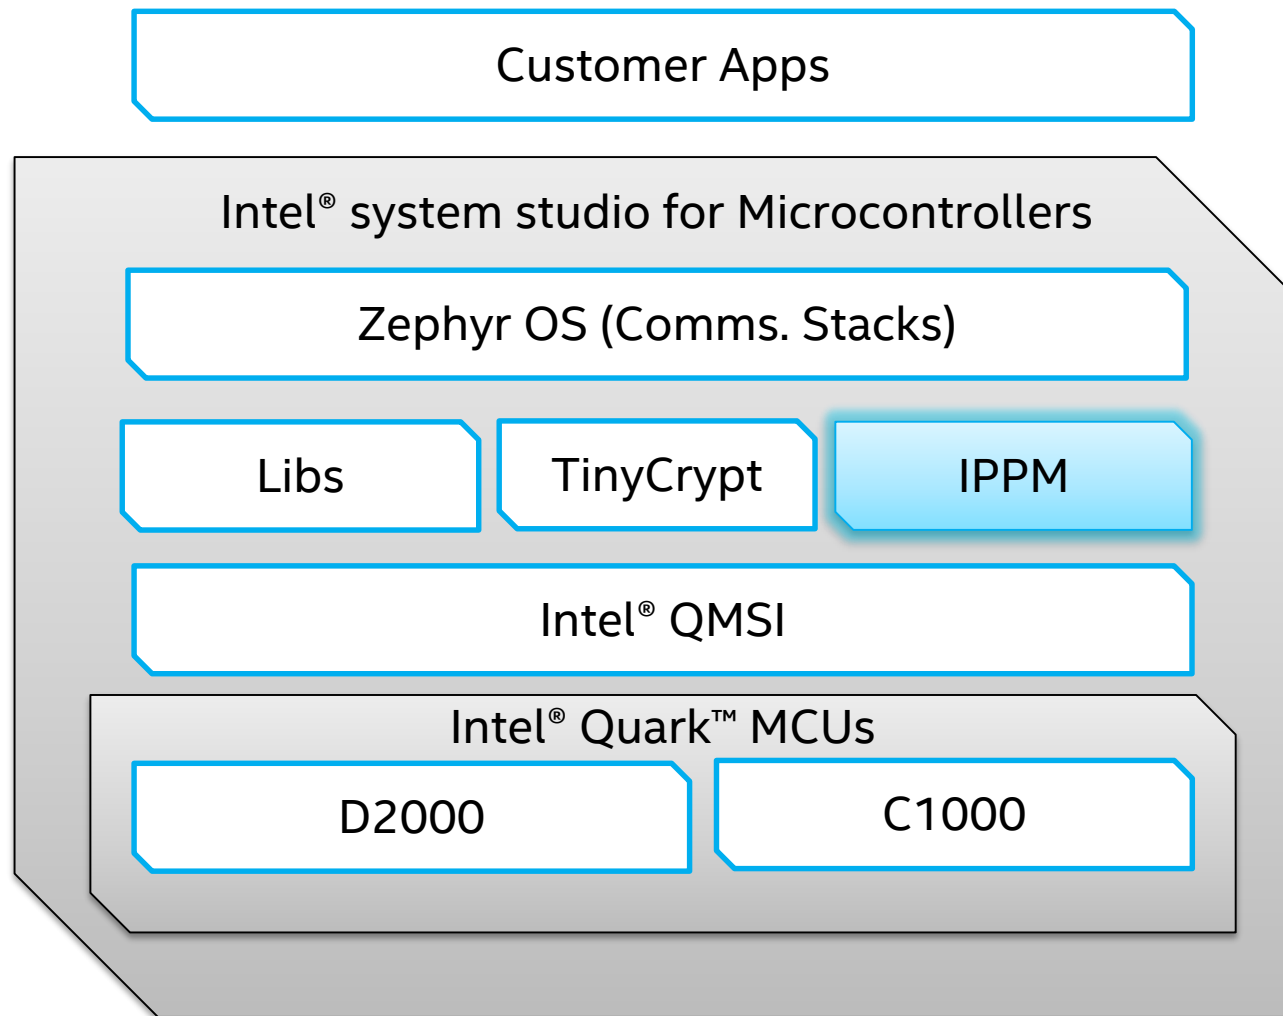 Customer Apps
Intel® system studio for Microcontrollers
Zephyr OS (Comms. Stacks)
Libs
TinyCrypt
IPPM
Intel® QMSI
Intel® Quark™ MCUs
D2000
C1000